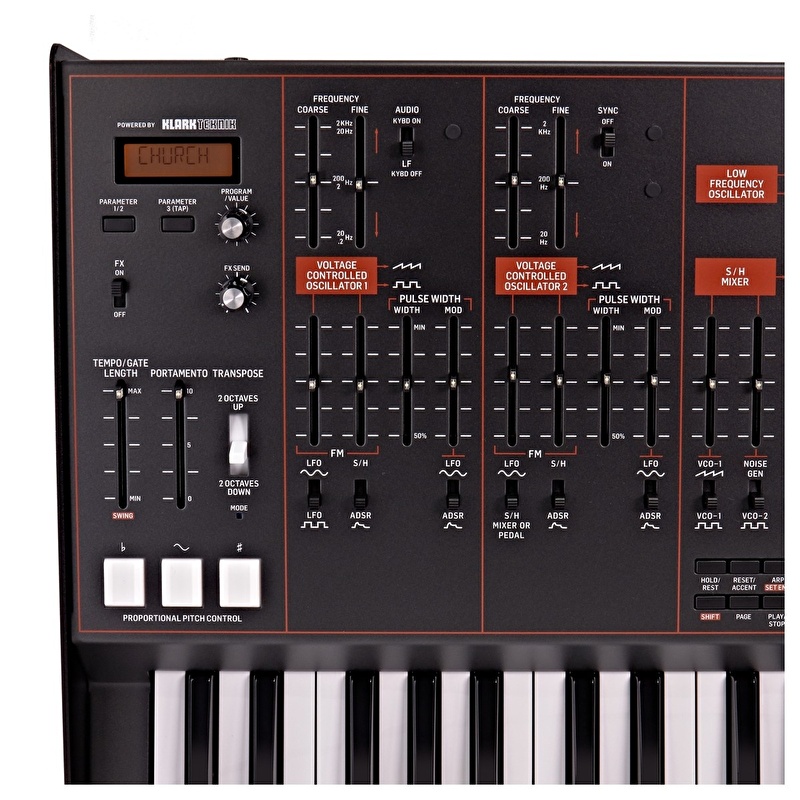 POWERED BY KLARK TEKNIK
CHURCH
PARAMETER
1/2
PARAMETER
3 (TAP)
PROGRAM
/VALUE
FX
ON
OFF
FX SEND
TEMPO/GATE
LENGTH
MAX
MIN
SWING
PORTAMENTO
10
5
0
TRANSPOSE
2 OCTAVES
UP
2 OCTAVES
DOWN
MODE
♭
♯
PROPORTIONAL PITCH CONTROL
FREQUENCY
COARSE FINE
2KHz
20Hz
200 Hz
2
20
.2 Hz
AUDIO
KYBD ON
LF
KYBD OFF
VOLTAGE
CONTROLLED
OSCILLATOR 1
PULSE WIDTH
WIDTH MOD
MIN
50%
FM
LFO
S/H
LFO
LFO
ADSR
ADSR
FREQUENCY
COARSE FINE
2
KHz
200 Hz
20
Hz
SYNC
OFF
ON
VOLTAGE
CONTROLLED
OSCILLATOR 2
PULSE WIDTH
WIDTH MOD
MIN
50%
FM
LFO
S/H
LFO
S/H
MIXER OR
PEDAL
ADSR
ADSR
LOW
FREQUENCY
OSCILLATOR
S/H
MIXER
VCO-1
NOISE
GEN
VCO-1
VCO-2
HOLD/
REST
RESET/
ACCENT
ARP
SHIFT
PAGE
PLAY/
STOP